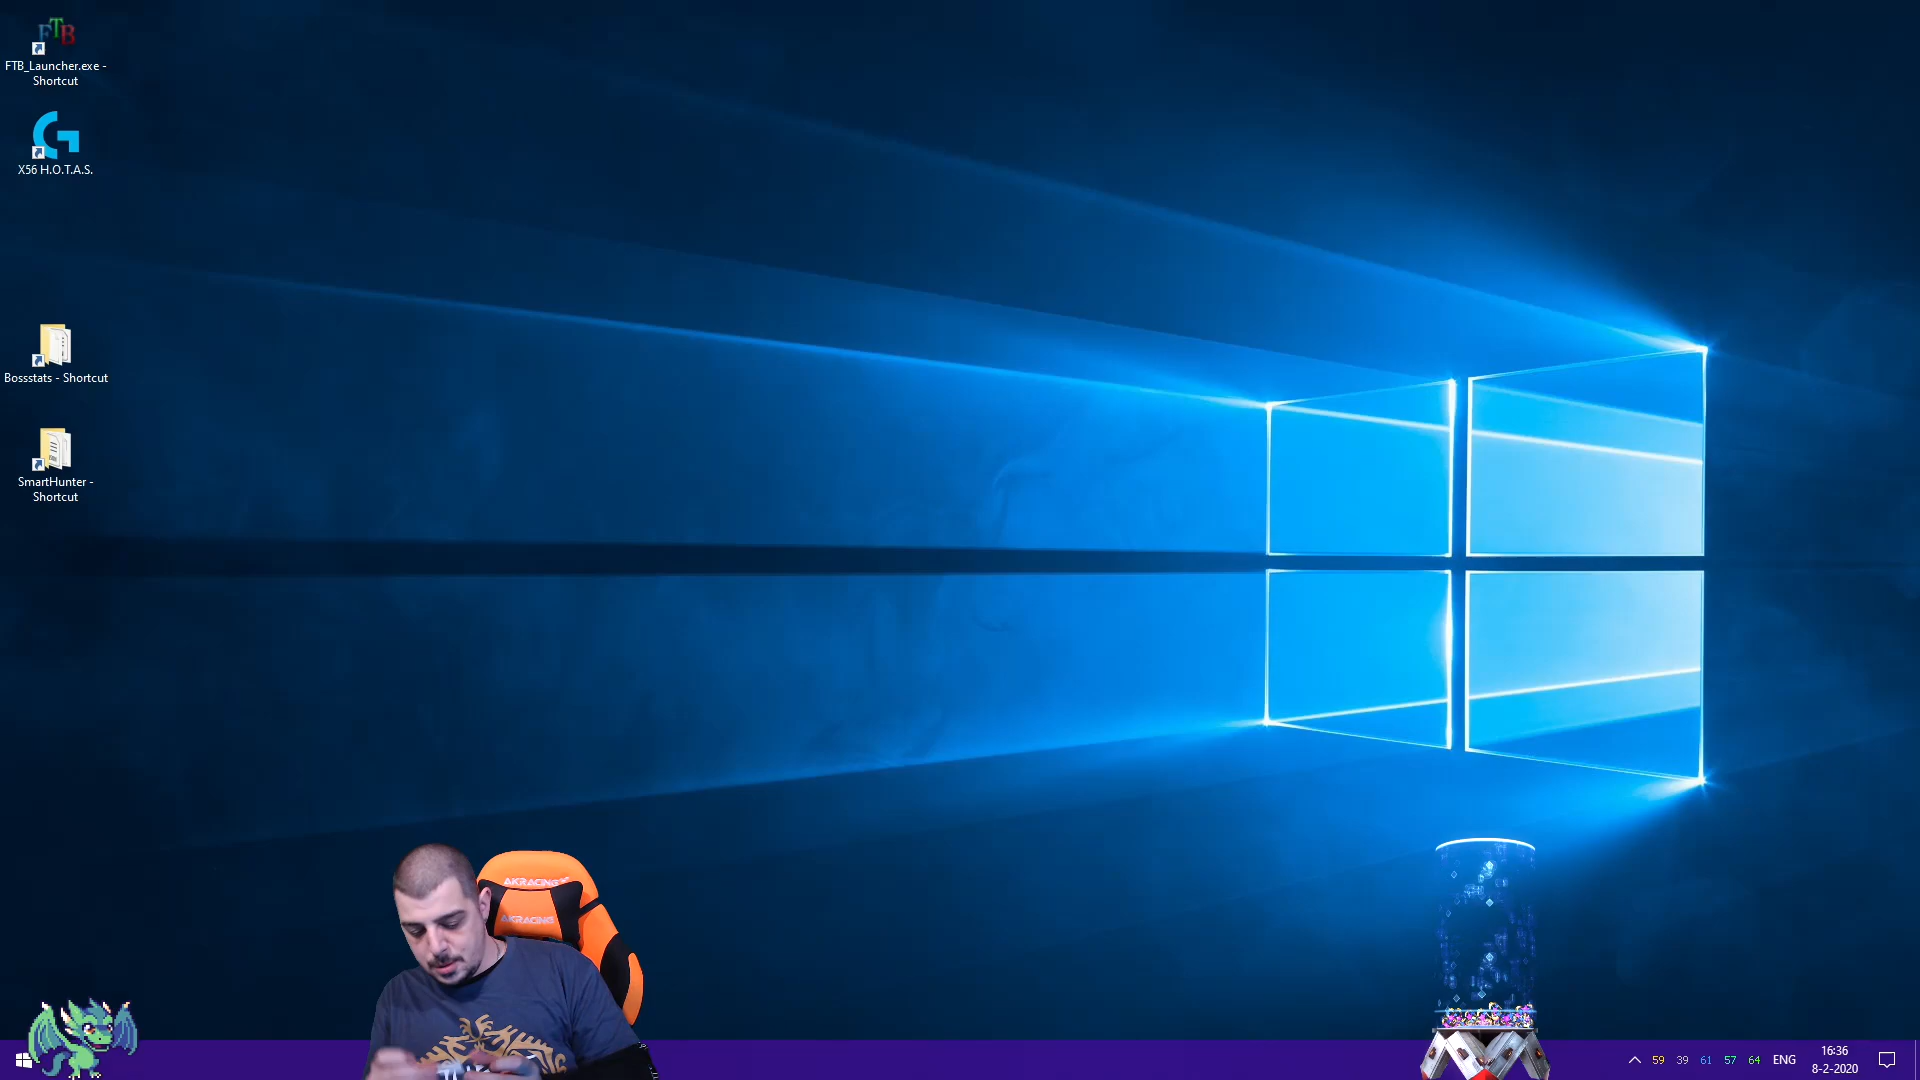 FTB
FTB_Launcher.exe -
Shortcut
X56 H.O.T.A.S.
Bossstats - Shortcut
SmartHunter -
Shortcut
AKRACING
AKRACING
59 39 61 57 64 ENG
16:36
8-2-2020